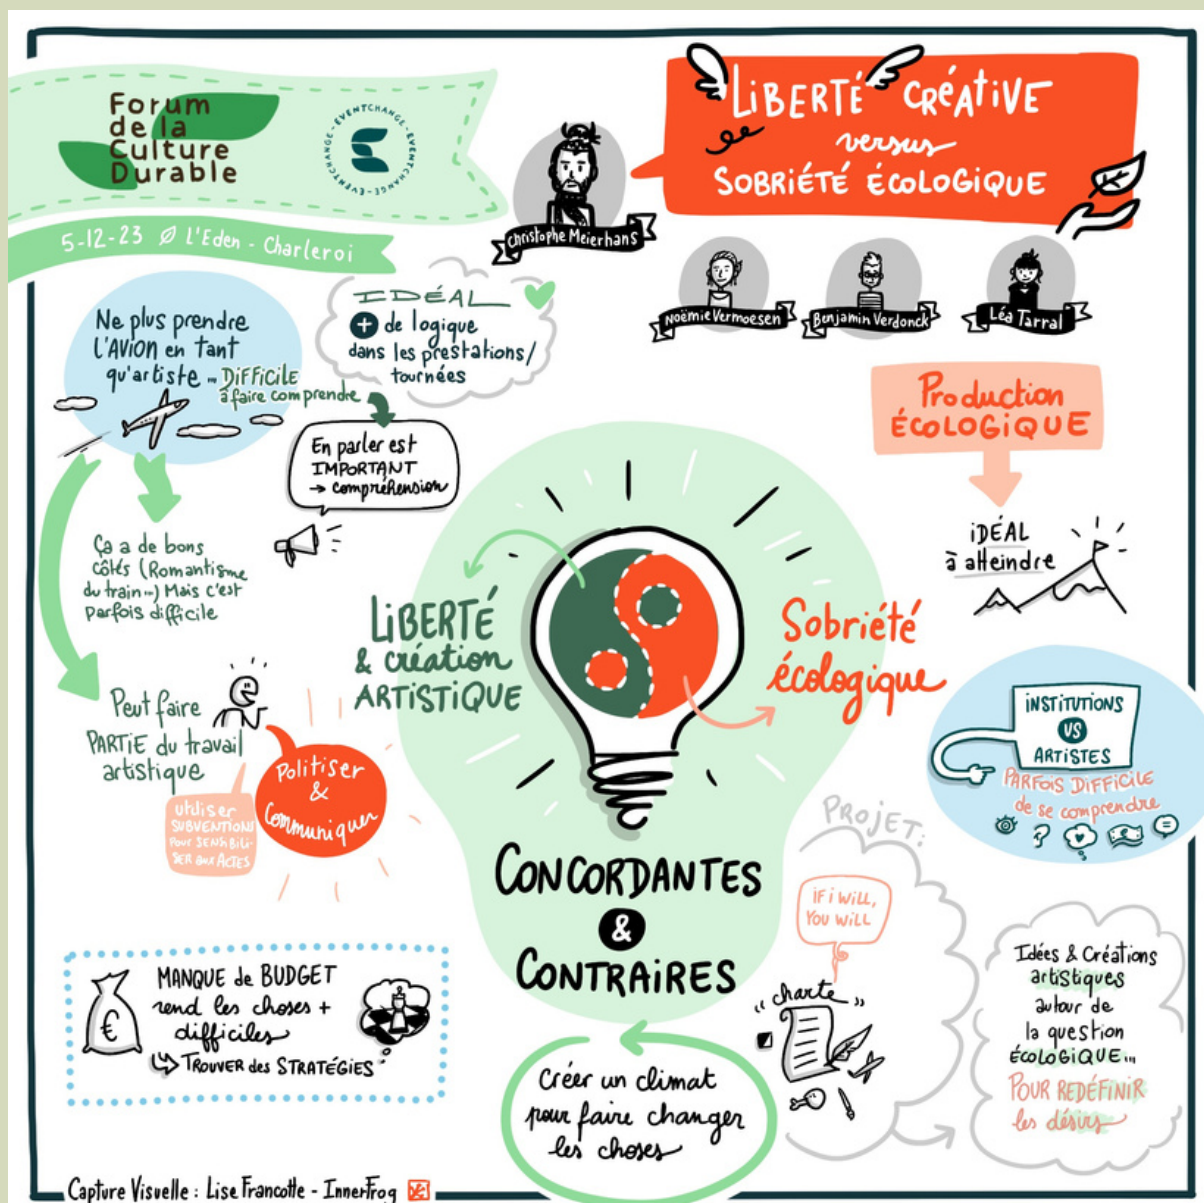 Forum
de la
Culture
Durable
EVENTCHANGE - EVENTCHANGE - EVENTCHANGE -
5-12-23 L'Eden - Charleroi
LIBERTÉ CRÉATIVE
versus
SOBRIÉTÉ ÉCOLOGIQUE
Christophe Meierhans
Noëmie Vermoesen
Benjamin Verdonck
Léa Tarral
Ne plus prendre
L'AVION en tant
qu'artiste ... DIFFICILE
à faire comprendre
IDÉAL
+ de logique
dans les prestations/
tournées
En parler est
IMPORTANT
→ compréhension
Ça a de bons
côtés (Romantisme
du train...) Mais c'est
parfois difficile
Peut faire
PARTIE du travail
artistique
Politiser
&
Communiquer
utiliser
SUBVENTIONS
POUR SENSIBILI-
SER aux ACTES
LIBERTÉ
& création
ARTISTIQUE
Sobriété
écologique
CONCORDANTES
&
CONTRAIRES
Production
ÉCOLOGIQUE
IDÉAL
à atteindre
INSTITUTIONS
VS
ARTISTES
PARFOIS DIFFICILE
de se comprendre
?
MANQUE de BUDGET
rend les choses +
difficiles
↳ TROUVER des STRATÉGIES
€
Créer un climat
pour faire changer
les choses
PROJET:
IF I WILL,
YOU WILL
"charte"
Idées & Créations
artistiques
autour de
la question
ÉCOLOGIQUE...
POUR REDÉFINIR
les désirs
Capture Visuelle : Lise Francotte - InnerFrog